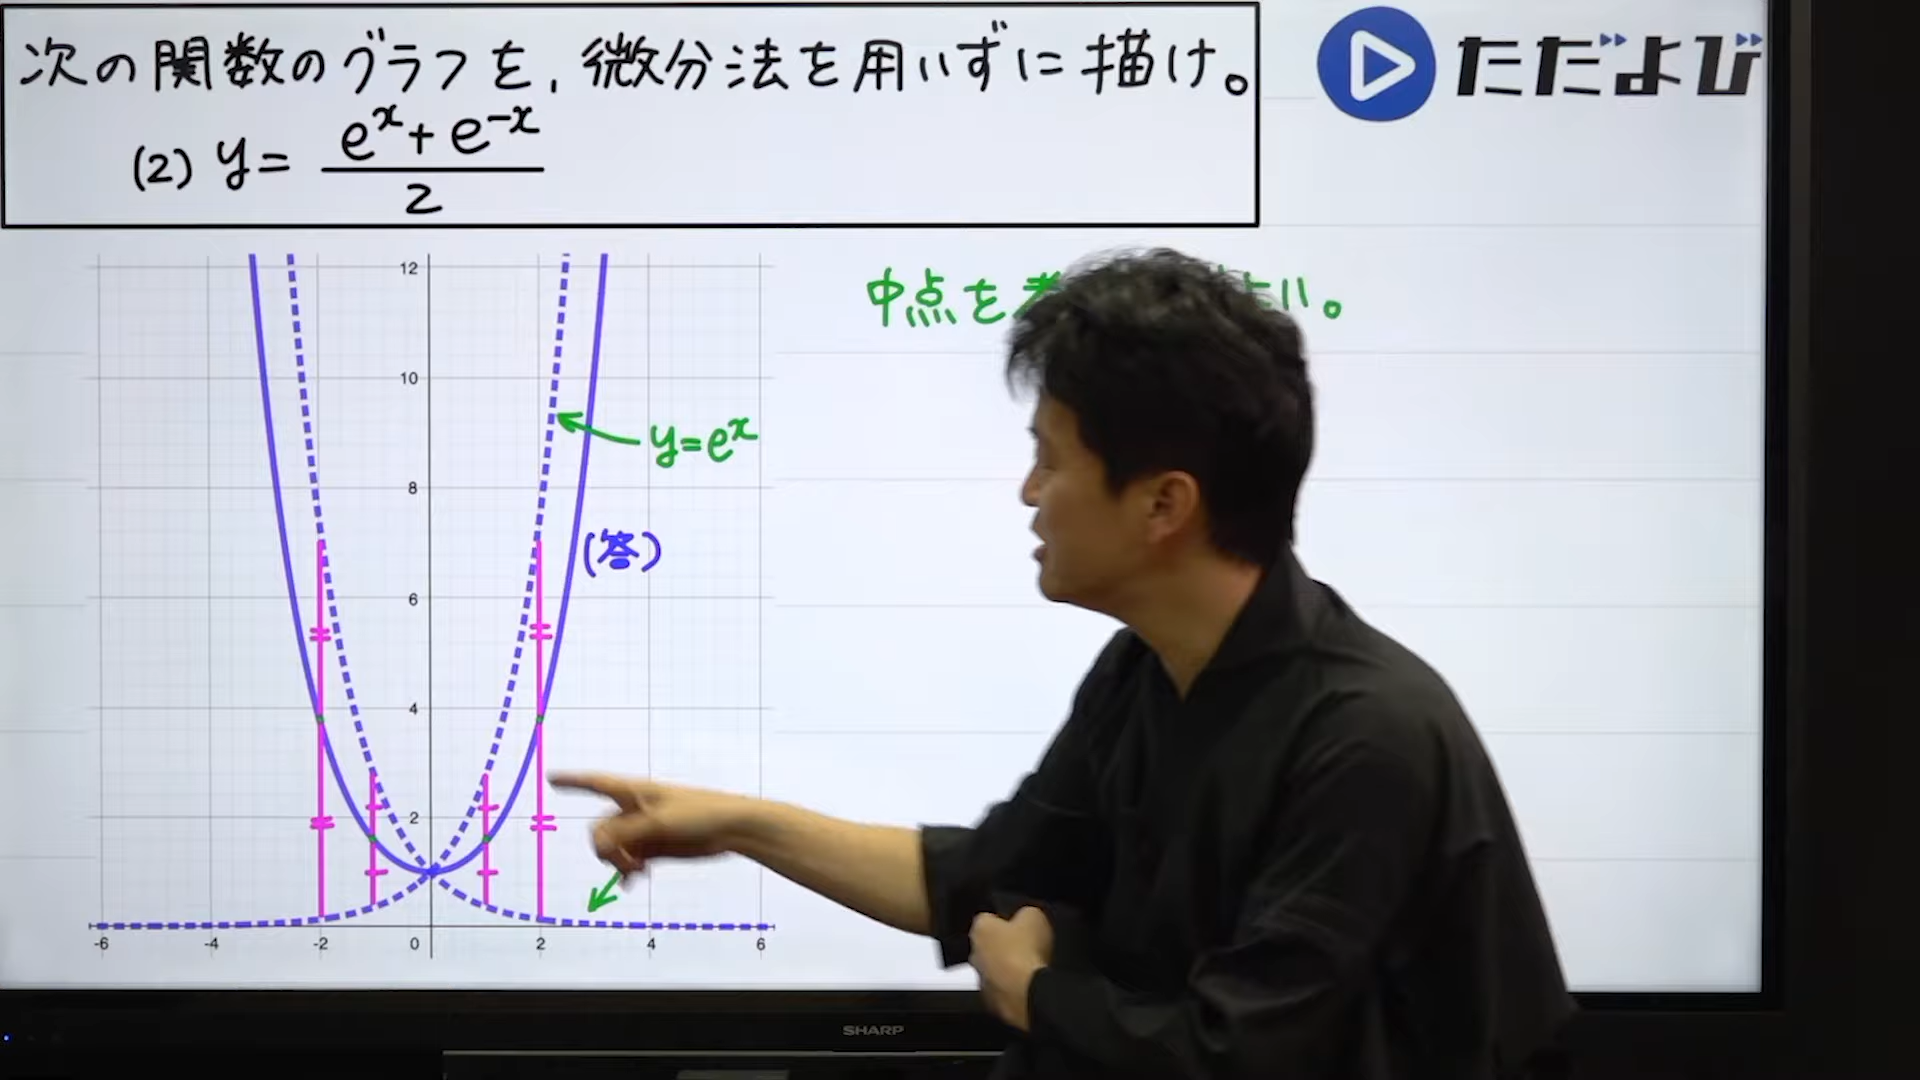 次の関数のグラフを、微分法を用いずに描け。
ただよび
(2) y = (e^x + e^-x)/2
中点を
よい。
12
10
y=e^x
8
(答)
6
4
2
-6 -4 -2 0 2 4 6
SHARP